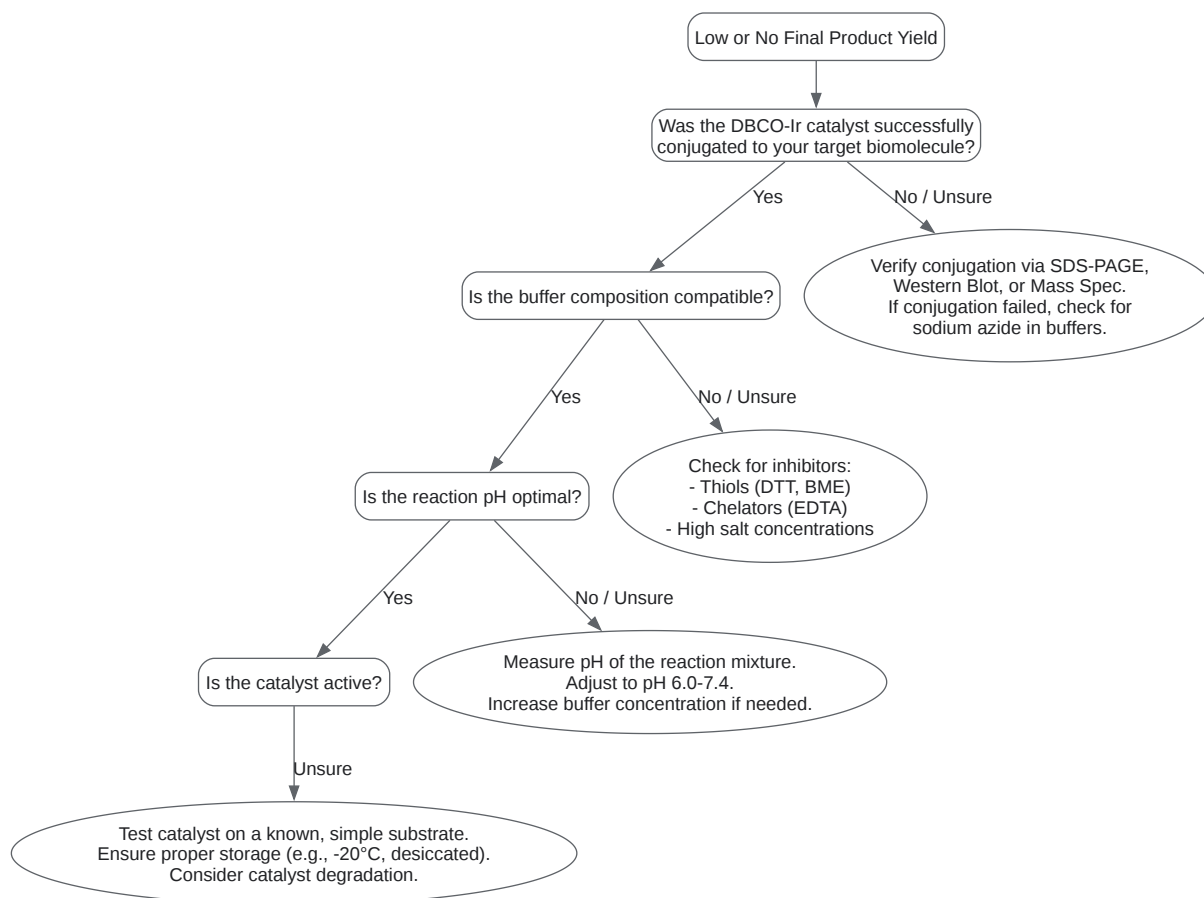 Low or No Final Product Yield
Was the DBCO-Ir catalyst successfully
conjugated to your target biomolecule?
Yes
No / Unsure
Verify conjugation via SDS-PAGE,
Western Blot, or Mass Spec.
If conjugation failed, check for
sodium azide in buffers.
Is the buffer composition compatible?
Yes
No / Unsure
Check for inhibitors:
- Thiols (DTT, BME)
- Chelators (EDTA)
- High salt concentrations
Is the reaction pH optimal?
Yes
No / Unsure
Measure pH of the reaction mixture.
Adjust to pH 6.0-7.4.
Increase buffer concentration if needed.
Is the catalyst active?
Unsure
Test catalyst on a known, simple substrate.
Ensure proper storage (e.g., -20°C, desiccated).
Consider catalyst degradation.